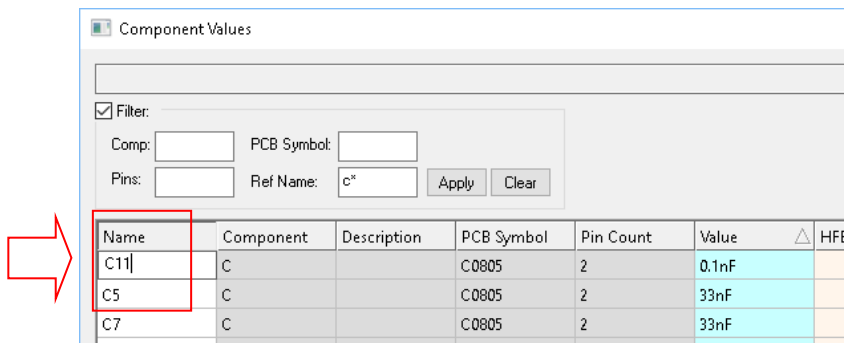 Component Values
Filter:
Comp: PCB Symbol:
Pins: Ref Name: c* Apply Clear
Name Component Description PCB Symbol Pin Count Value HFE
C11 C C0805 2 0.1nF
C5 C C0805 2 33nF
C7 C C0805 2 33nF